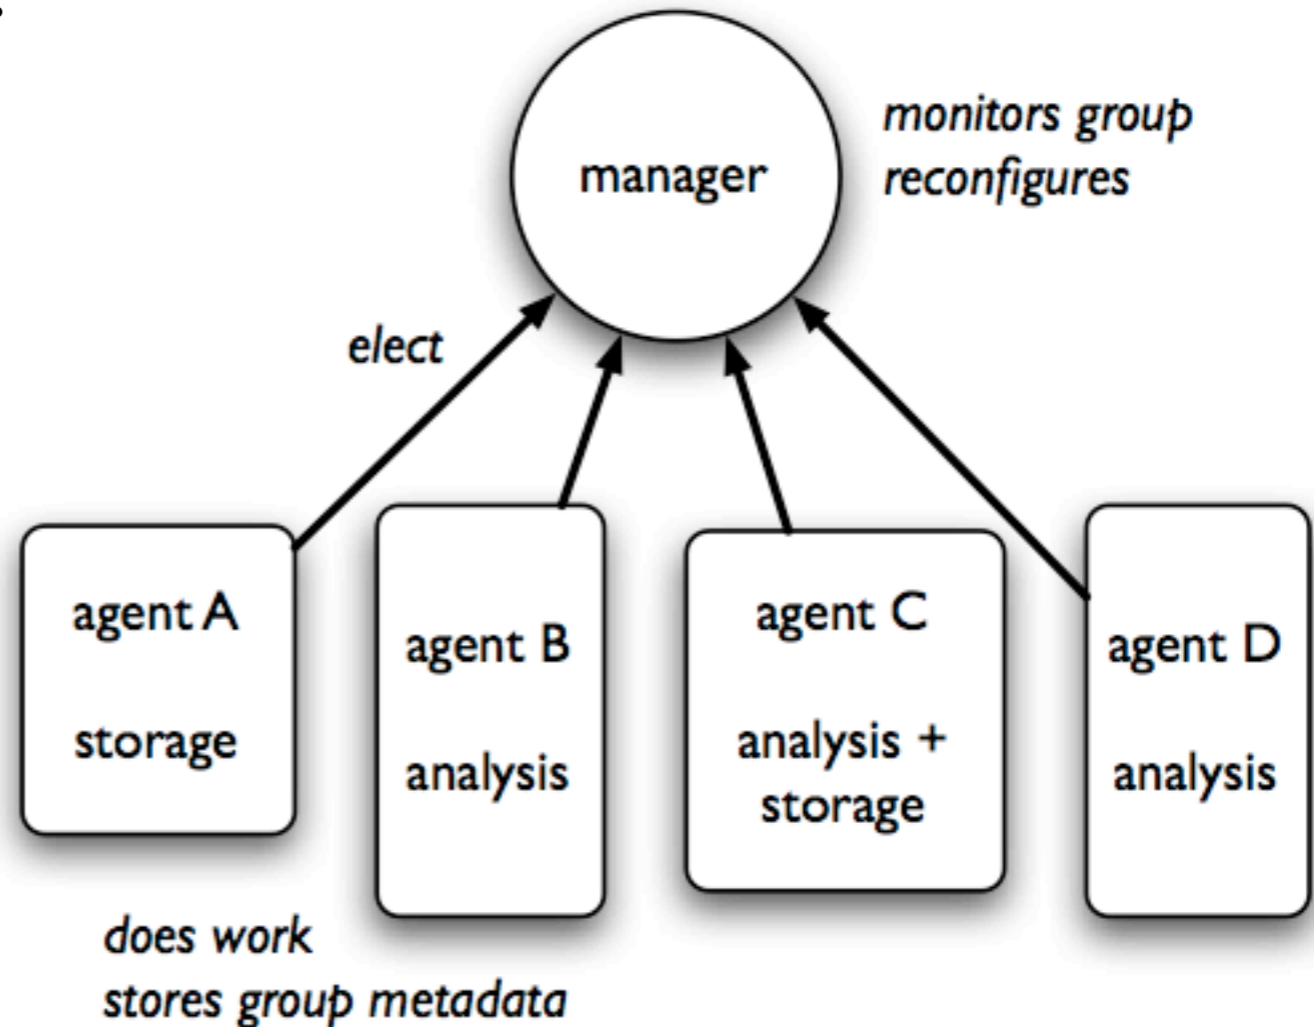 manager
monitors group
reconfigures
elect
agent A
storage
agent B
analysis
agent C
analysis +
storage
agent D
analysis
does work
stores group metadata